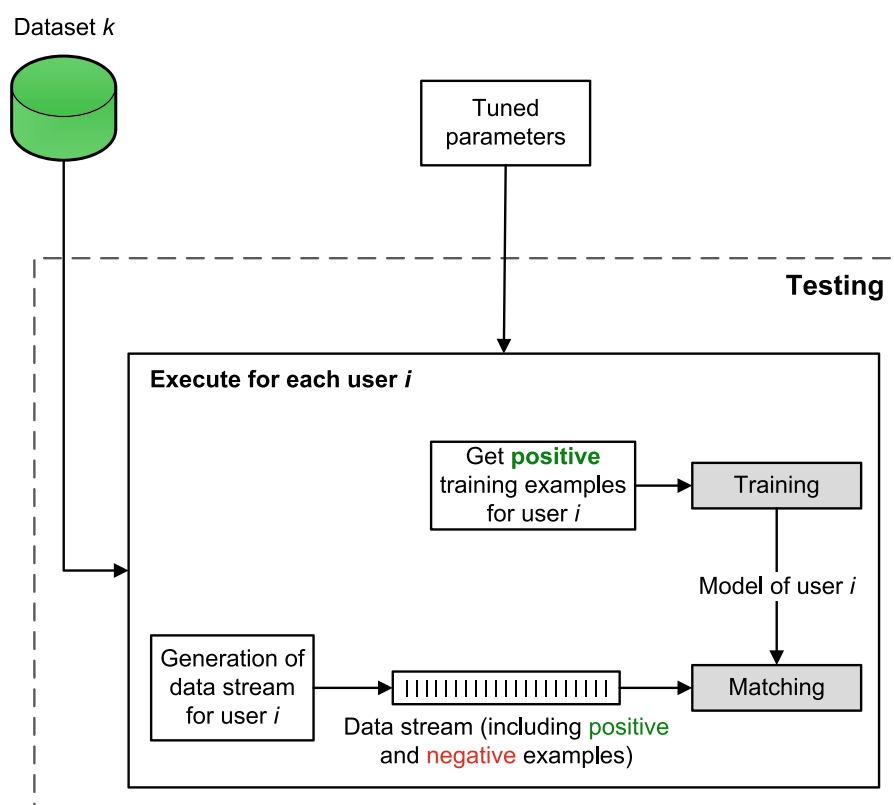 Dataset k
Tuned
parameters
Testing
Execute for each user i
Get positive
training examples
for user i
Training
Model of user i
Generation of
data stream
for user i
Matching
Data stream (including positive
and negative examples)